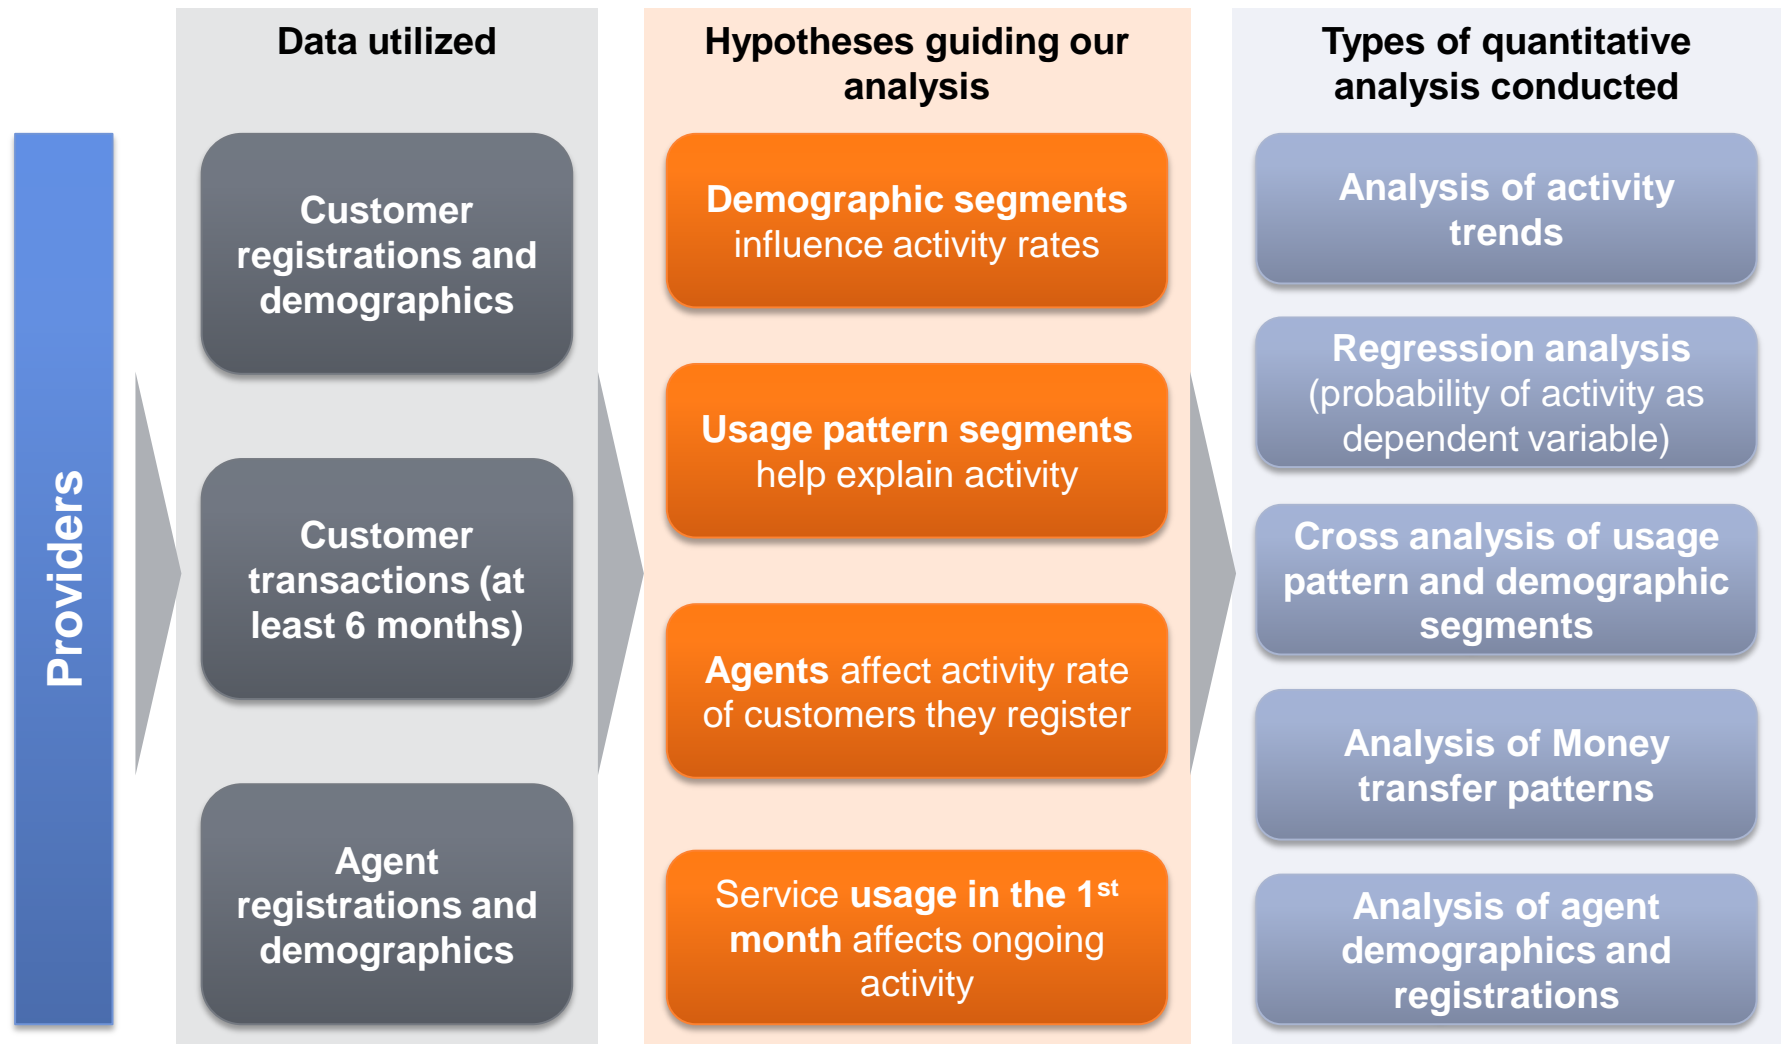 Providers
Data utilized
Customer
registrations and
demographics
Customer
transactions (at
least 6 months)
Agent
registrations and
demographics
Hypotheses guiding our
analysis
Demographic segments
influence activity rates
Usage pattern segments
help explain activity
Agents affect activity rate
of customers they register
Service usage in the 1st
month affects ongoing
activity
Types of quantitative
analysis conducted
Analysis of activity
trends
Regression analysis
(probability of activity as
dependent variable)
Cross analysis of usage
pattern and demographic
segments
Analysis of Money
transfer patterns
Analysis of agent
demographics and
registrations